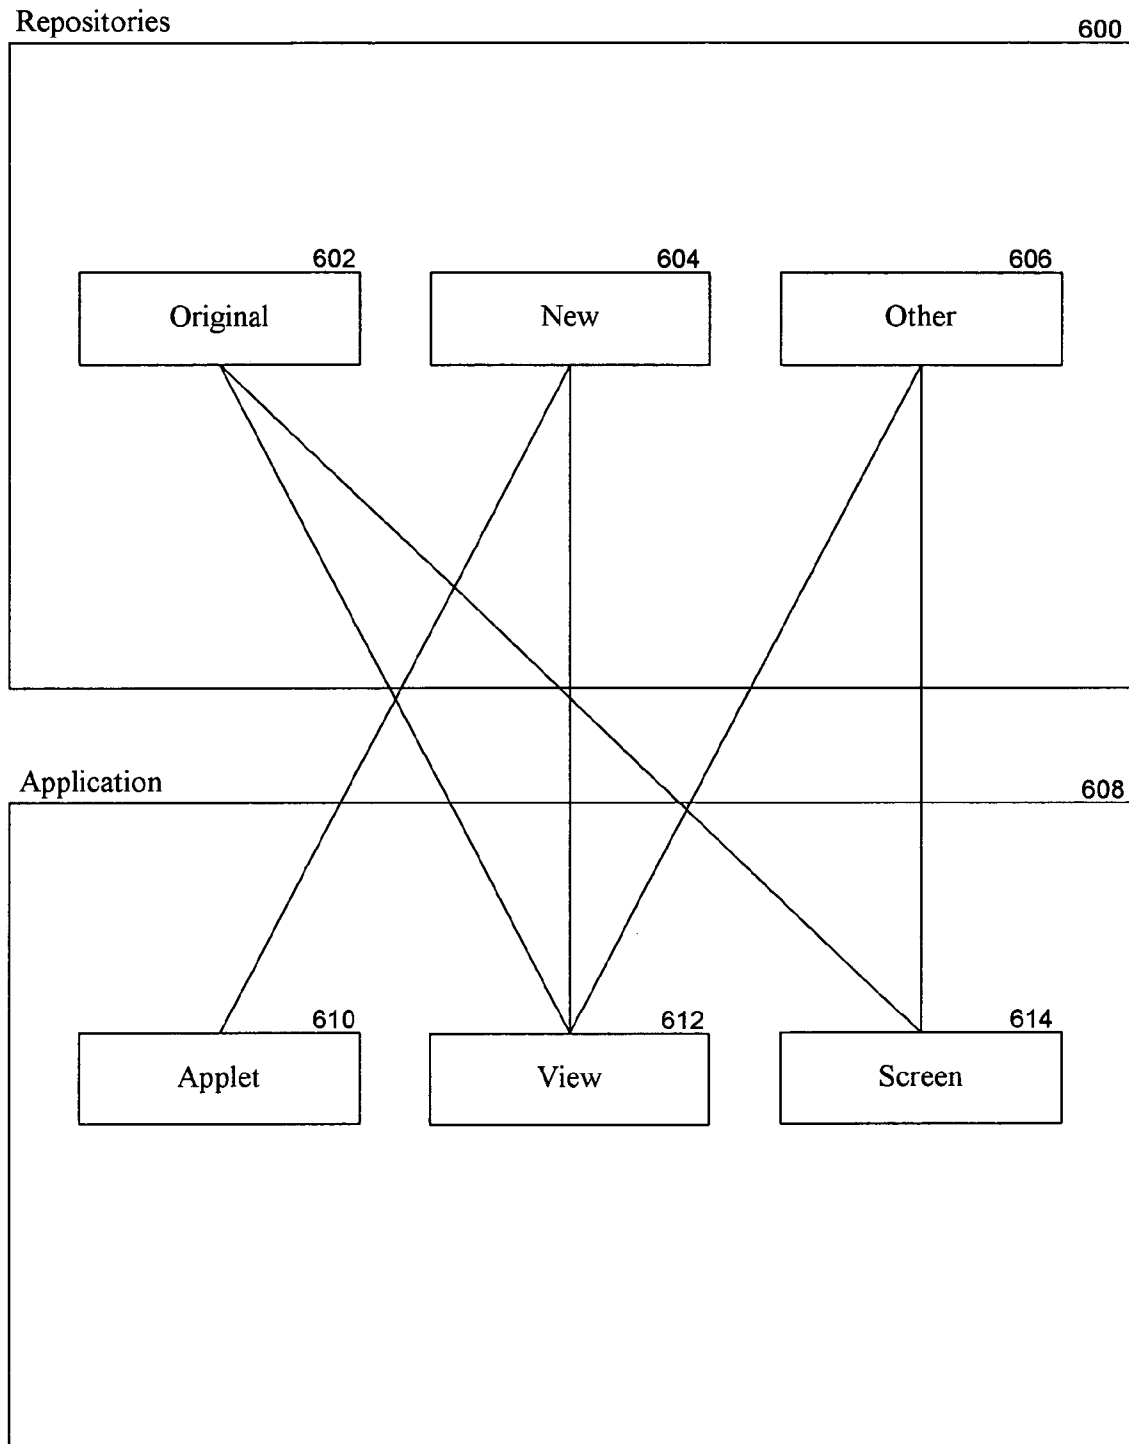 Repositories
600
602
604
606
Original
New
Other
Application
608
610
612
614
Applet
View
Screen